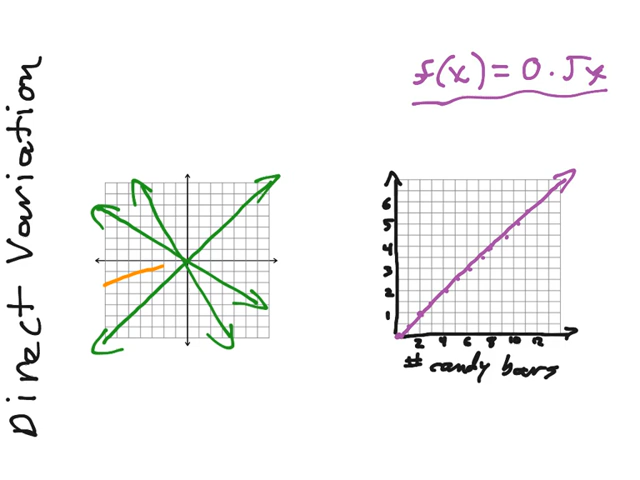 Direct Variation
f(x) = 0.5x
6
5
4
3
2
1
2 4 6 8 10 12
# candy bars